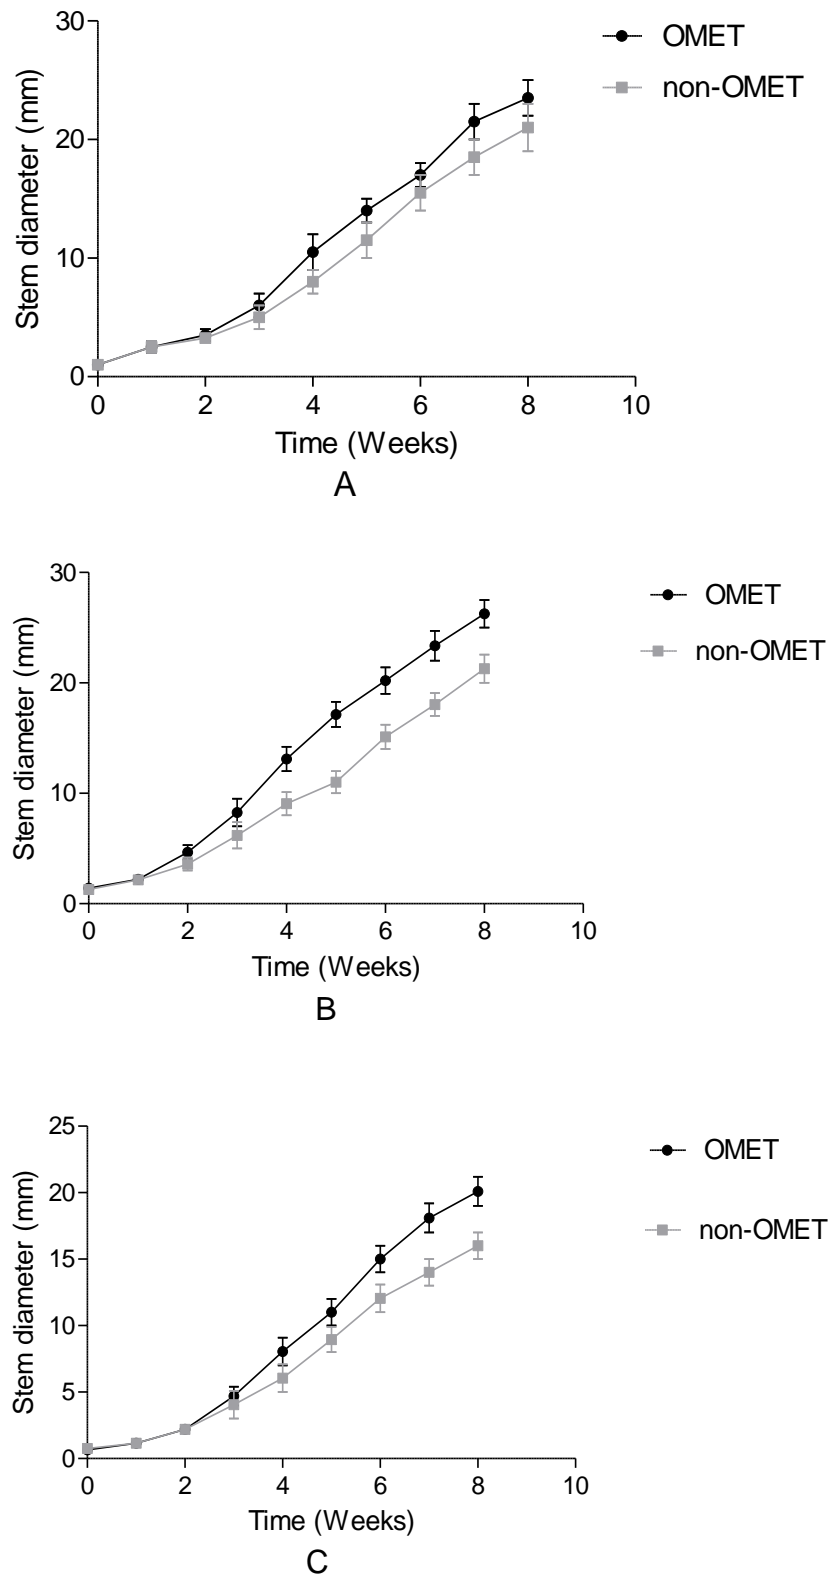 30
20
10
0
Stem diameter (mm)
0 2 4 6 8 10
Time (Weeks)
OMET
non-OMET
A
30
20
10
0
Stem diameter (mm)
0 2 4 6 8 10
Time (Weeks)
OMET
non-OMET
B
25
20
15
10
5
0
Stem diameter (mm)
0 2 4 6 8 10
Time (Weeks)
OMET
non-OMET
C